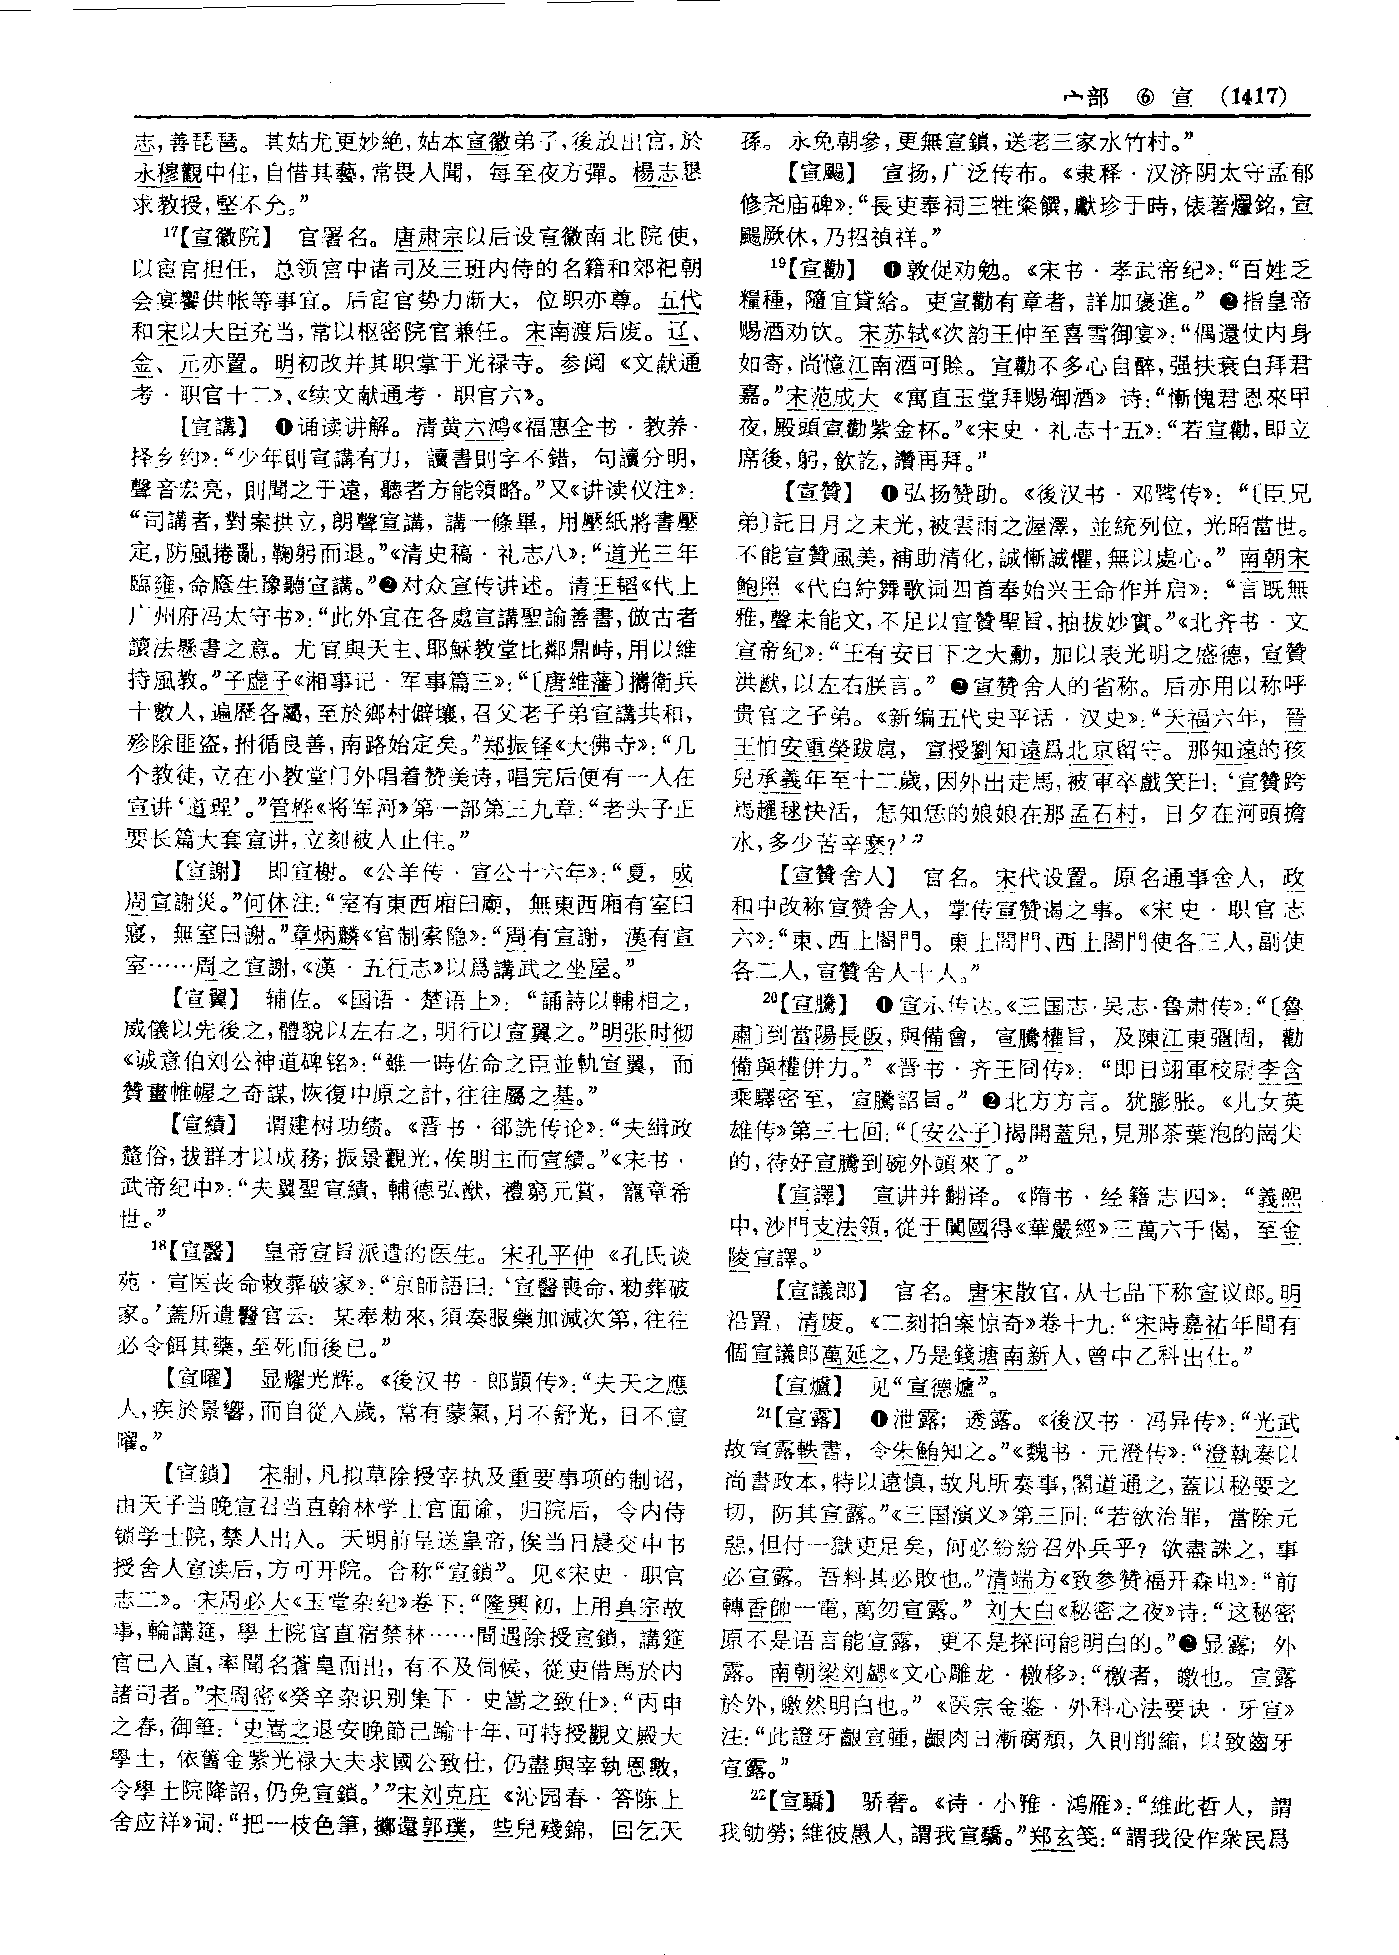 宀部 ⑥ 宣 (1417)
志，善琵琶。其姑尤更妙絶，姑本宣徽弟子，後放出宫，於
永穆觀中住，自借其藝，常畏人聞，每至夜方彈。楊志懇
求教授，堅不允。”
17【宣徽院】 官署名。唐肃宗以后设宣徽南北院使，
以宦官担任，总领宫中诸司及三班内侍的名籍和郊祀朝
会宴饗供帐等事宜。后宦官势力渐大，位职亦尊。五代
和宋以大臣充当，常以枢密院官兼任。宋南渡后废。辽、
金、元亦置。明初改并其职掌于光禄寺。参阅《文献通
考·职官十二》、《续文献通考·职官六》。
【宣講】 ❶诵读讲解。清黄六鸿《福惠全书·教养·
择乡约》：“少年則宣講有力，讀書則字不錯，句讀分明，
聲音宏亮，則聞之于遠，聽者方能領略。”又《讲读仪注》：
“司講者，對案拱立，朗聲宣講，講一條畢，用壓紙將書壓
定，防風捲亂，鞠躬而退。”《清史稿·礼志八》：“道光三年
臨雍，命廕生豫聽宣講。”❷对众宣传讲述。清王韬《代上
广州府冯太守书》：“此外宜在各處宣講聖諭善書，倣古者
讀法懸書之意。尤宜與天主、耶穌教堂比鄰鼎峙，用以維
持風教。”子虚子《湘事记·军事篇三》：“〔唐維藩〕攜衛兵
十數人，遍歷各屬，至於鄉村僻壤，召父老子弟宣講共和，
殄除匪盗，拊循良善，南路始定矣。”郑振铎《大佛寺》：“几
个教徒，立在小教堂门外唱着赞美诗，唱完后便有一人在
宣讲‘道理’。”管桦《将军河》第一部第三九章：“老头子正
要长篇大套宣讲，立刻被人止住。”
【宣謝】 即宣榭。《公羊传·宣公十六年》：“夏，成
周宣謝災。”何休注：“室有東西廂曰廟，無東西廂有室曰
寢，無室曰謝。”章炳麟《官制索隐》：“周有宣謝，漢有宣
室……周之宣謝，《漢·五行志》以爲講武之坐屋。”
【宣翼】 辅佐。《国语·楚语上》：“誦詩以輔相之，
威儀以先後之，體貌以左右之，明行以宣翼之。”明张时彻
《诚意伯刘公神道碑铭》：“雖一時佐命之臣並軌宣翼，而
贊畫帷幄之奇謀，恢復中原之計，往往屬之基。”
【宣績】 谓建树功绩。《晋书·郤詵传论》：“夫緝政
釐俗，拔群才以成務；振景觀光，俟明主而宣績。”《宋书·
武帝纪中》：“夫翼聖宣績，輔德弘猷，禮窮元賞，寵章希
世。”
18【宣醫】 皇帝宣旨派遣的医生。宋孔平仲《孔氏谈
苑·宣医丧命敕葬破家》：“京師語曰：‘宣醫喪命，勑葬破
家。’蓋所遣醫官云：某奉勑來，須奏服藥加減次第，往往
必令餌其藥，至死而後已。”
【宣曜】 显耀光辉。《後汉书·郎顗传》：“夫天之應
人，疾於景響，而自從入歲，常有蒙氣，月不舒光，日不宣
曜。”
【宣鎖】 宋制，凡拟草除授宰执及重要事项的制诏，
由天子当晚宣召当直翰林学士官面谕，归院后，令内侍
锁学士院，禁人出入。天明前呈送皇帝，俟当日晨交中书
授舍人宣读后，方可开院。合称“宣鎖”。见《宋史·职官
志二》。宋周必大《玉堂杂纪》卷下：“隆興初，上用真宗故
事，輪講筵，學士院官直宿禁林……間遇除授宣鎖，講筵
官已入直，率聞名蒼皇而出，有不及伺候，從吏借馬於内
諸司者。”宋周密《癸辛杂识别集下·史嵩之致仕》：“丙申
之春，御筆：‘史嵩之退安晚節已踰十年，可特授觀文殿大
學士，依舊金紫光禄大夫求國公致仕，仍盡與宰執恩數，
令學士院降詔，仍免宣鎖。’”宋刘克庄《沁园春·答陈上
舍应祥》词：“把一枝色筆，擲還郭璞，些兒殘錦，回乞天
孫。永免朝參，更無宣鎖，送老三家水竹村。”
【宣颺】 宣扬，广泛传布。《隶释·汉济阴太守孟郁
修尧庙碑》：“長吏奉祠三牲粢饌，獻珍于時，俵著爥銘，宣
颺厥休，乃招禎祥。”
19【宣勸】 ❶敦促劝勉。《宋书·孝武帝纪》：“百姓乏
糧種，隨宜貸給。吏宣勸有章者，詳加褒進。”❷指皇帝
赐酒劝饮。宋苏轼《次韵王仲至喜雪御宴》：“偶還仗内身
如寄，尚憶江南酒可賒。宣勸不多心自醉，强扶衰白拜君
嘉。”宋范成大《寓直玉堂拜赐御酒》诗：“慚愧君恩來甲
夜，殿頭宣勸紫金杯。”《宋史·礼志十五》：“若宣勸，即立
席後，躬，飲訖，讚再拜。”
【宣贊】 ❶弘扬赞助。《後汉书·邓骘传》：“〔臣兄
弟〕託日月之末光，被雲雨之渥澤，並統列位，光昭當世。
不能宣贊風美，補助清化，誠慚誠懼，無以處心。”南朝宋
鲍照《代白紵舞歌词四首奉始兴王命作并启》：“言既無
雅，聲未能文，不足以宣贊聖旨，抽拔妙實。”《北齐书·文
宣帝纪》：“王有安日下之大勳，加以表光明之盛德，宣贊
洪猷，以左右朕言。”❷宣赞舍人的省称。后亦用以称呼
贵官之子弟。《新编五代史平话·汉史》：“天福六年，晉
王怕安重榮跋扈，宣授劉知遠爲北京留守。那知遠的孩
兒承義年至十二歲，因外出走馬，被軍卒戲笑曰：‘宣贊跨
馬趯毬快活，怎知恁的娘娘在那孟石村，日夕在河頭擔
水，多少苦辛麽？’”
【宣贊舍人】 官名。宋代设置。原名通事舍人，政
和中改称宣赞舍人，掌传宣赞谒之事。《宋史·职官志
六》：“東、西上閤門。東上閤門、西上閤門使各三人，副使
各二人，宣贊舍人十人。”
20【宣騰】 ❶宣示传达。《三国志·吴志·鲁肃传》：“〔魯
肅〕到當陽長阪，與備會，宣騰權旨，及陳江東彊固，勸
備與權併力。”《晋书·齐王冏传》：“即日翊軍校尉李含
乘驛密至，宣騰詔旨。”❷北方方言。犹膨胀。《儿女英
雄传》第三七回：“〔安公子〕揭開蓋兒，見那茶葉泡的崗尖
的，待好宣騰到碗外頭來了。”
【宣譯】 宣讲并翻译。《隋书·经籍志四》：“義熙
中，沙門支法領，從于闐國得《華嚴經》三萬六千偈，至金
陵宣譯。”
【宣議郎】 官名。唐宋散官，从七品下称宣议郎。明
沿置，清废。《二刻拍案惊奇》卷十九：“宋時嘉祐年間有
個宣議郎萬延之，乃是錢塘南新人，曾中乙科出仕。”
【宣爐】 见“宣德爐”。
21【宣露】 ❶泄露；透露。《後汉书·冯异传》：“光武
故宣露軼書，令朱鮪知之。”《魏书·元澄传》：“澄執奏以
尚書政本，特以遠慎，故凡所奏事，閣道通之，蓋以秘要之
切，防其宣露。”《三国演义》第三回：“若欲治罪，當除元
惡，但付一獄吏足矣，何必紛紛召外兵乎？欲盡誅之，事
必宣露。吾料其必敗也。”清端方《致参赞福开森电》：“前
轉香帥一電，萬勿宣露。”刘大白《秘密之夜》诗：“这秘密
原不是语言能宣露，更不是探问能明白的。”❷显露；外
露。南朝梁刘勰《文心雕龙·檄移》：“檄者，皦也。宣露
於外，皦然明白也。”《医宗金鉴·外科心法要诀·牙宣》
注：“此證牙齦宣腫，齦肉日漸腐頹，久則削縮，以致齒牙
宣露。”
22【宣驕】 骄奢。《诗·小雅·鸿雁》：“維此哲人，謂
我劬勞；維彼愚人，謂我宣驕。”郑玄笺：“謂我役作衆民爲